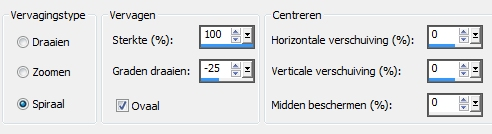 Vervagingstype
Draaien
Zoomen
Spiraal
Vervagen
Sterkte (%): 100
Graden draaien: -25
Ovaal
Centreren
Horizontale verschuiving (%): 0
Verticale verschuiving (%): 0
Midden beschermen (%): 0